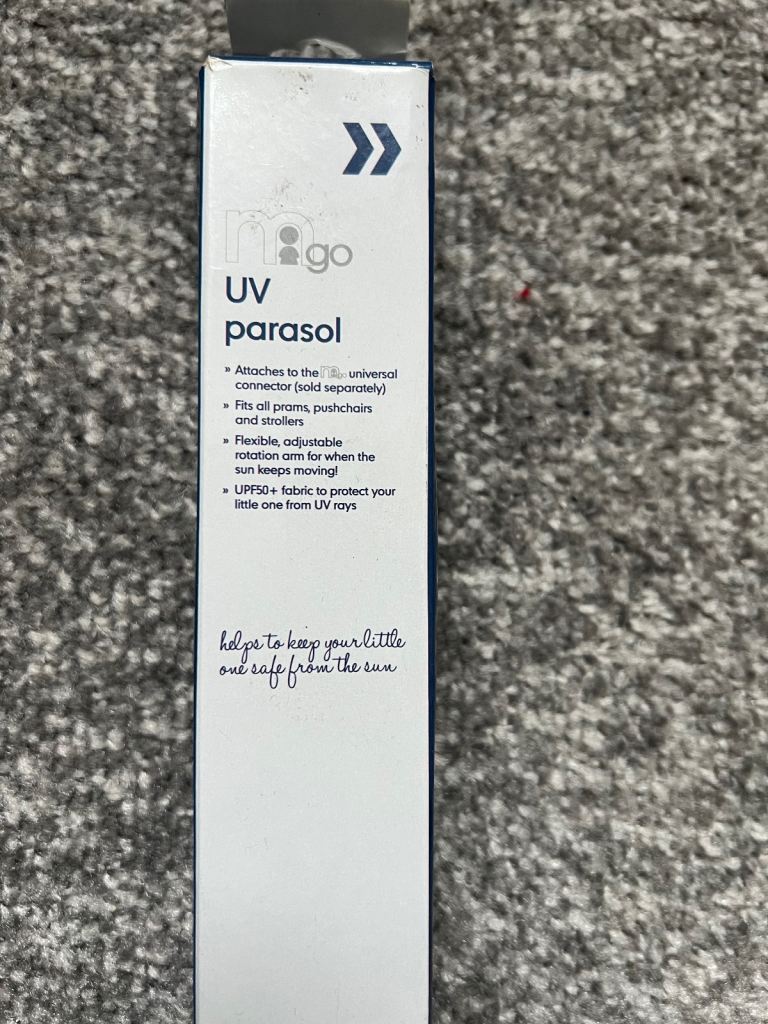 m go
UV
parasol
» Attaches to the m go universal
connector (sold separately)
» Fits all prams, pushchairs
and strollers
» Flexible, adjustable
rotation arm for when the
sun keeps moving!
» UPF50+ fabric to protect your
little one from UV rays
helps to keep your little
one safe from the sun